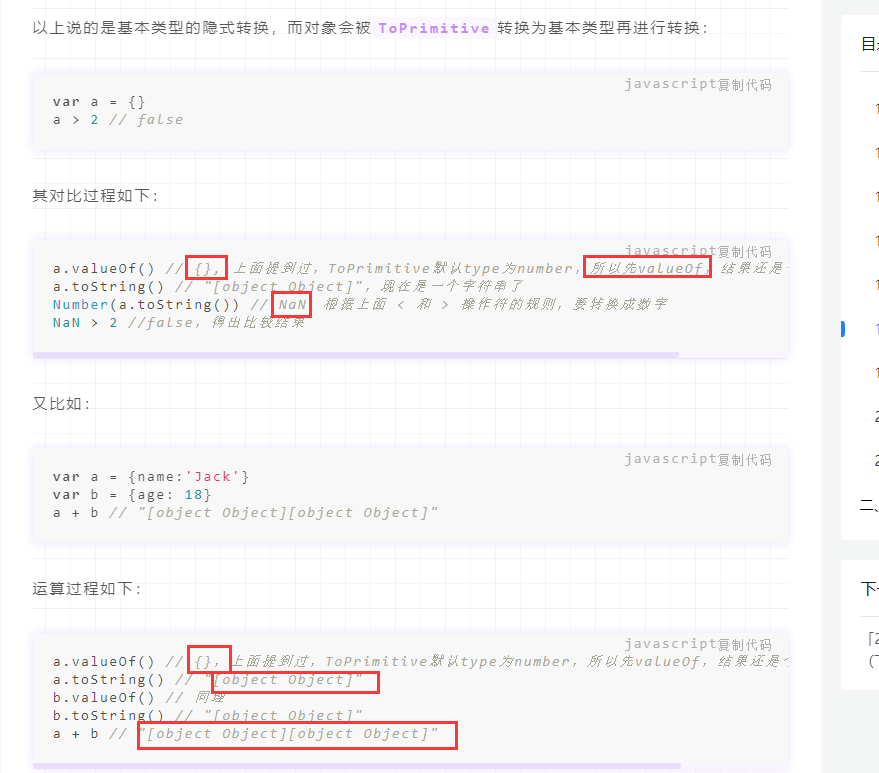 以上说的是基本类型的隐式转换，而对象会被 ToPrimitive 转换为基本类型再进行转换：
javascript复制代码
var a = {}
a > 2 // false
其对比过程如下：
javascript复制代码
a.valueOf() // {}, 上面提到过，ToPrimitive默认type为number，所以先valueOf，结果还是
a.toString() // "[object Object]"，现在是一个字符串了
Number(a.toString()) // NaN，根据上面 < 和 > 操作符的规则，要转换成数字
NaN > 2 //false，得出比较结果
又比如：
javascript复制代码
var a = {name:'Jack'}
var b = {age: 18}
a + b // "[object Object][object Object]"
运算过程如下：
javascript复制代码
a.valueOf() // {}，上面提到过，ToPrimitive默认type为number，所以先valueOf，结果还是
a.toString() // "[object Object]"
b.valueOf() // 同理
b.toString() // "[object Object]"
a + b // "[object Object][object Object]"
目
1
1
1
1
1
1
1
2
2
二、
下
「2
（